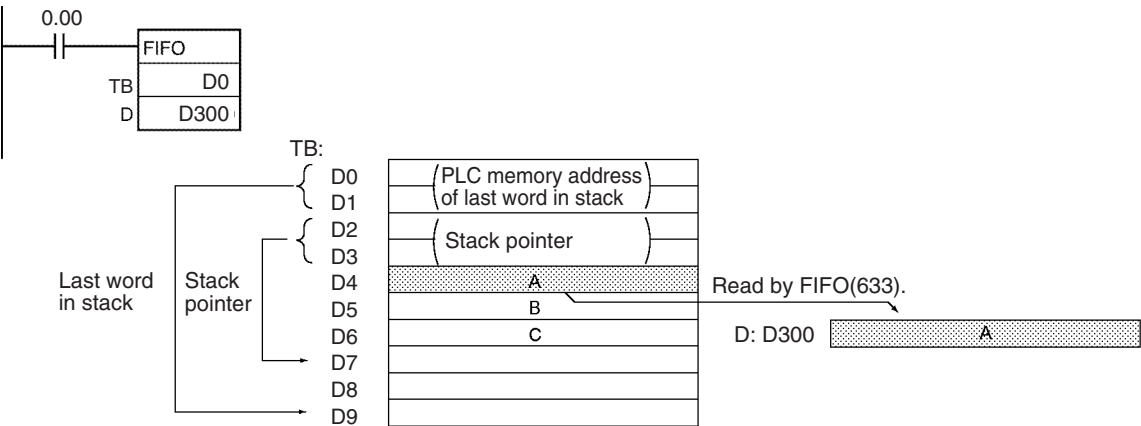 0.00
FIFO
TB D0
D D300
TB:
D0 PLC memory address
D1 of last word in stack
D2
Stack pointer
D3
Last word
in stack
Stack
pointer
D4 A Read by FIFO(633).
D5 B
D6 C D: D300 A
D7
D8
D9